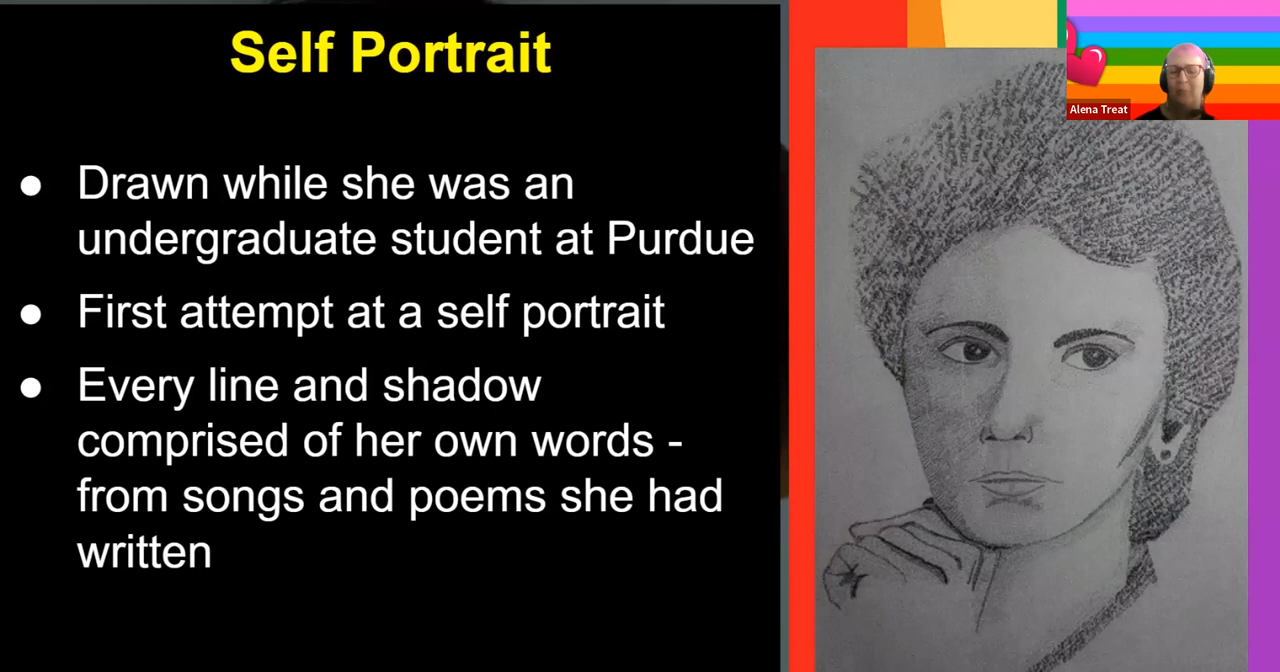 Self Portrait
● Drawn while she was an
undergraduate student at Purdue
● First attempt at a self portrait
● Every line and shadow
comprised of her own words -
from songs and poems she had
written
Alena Treat